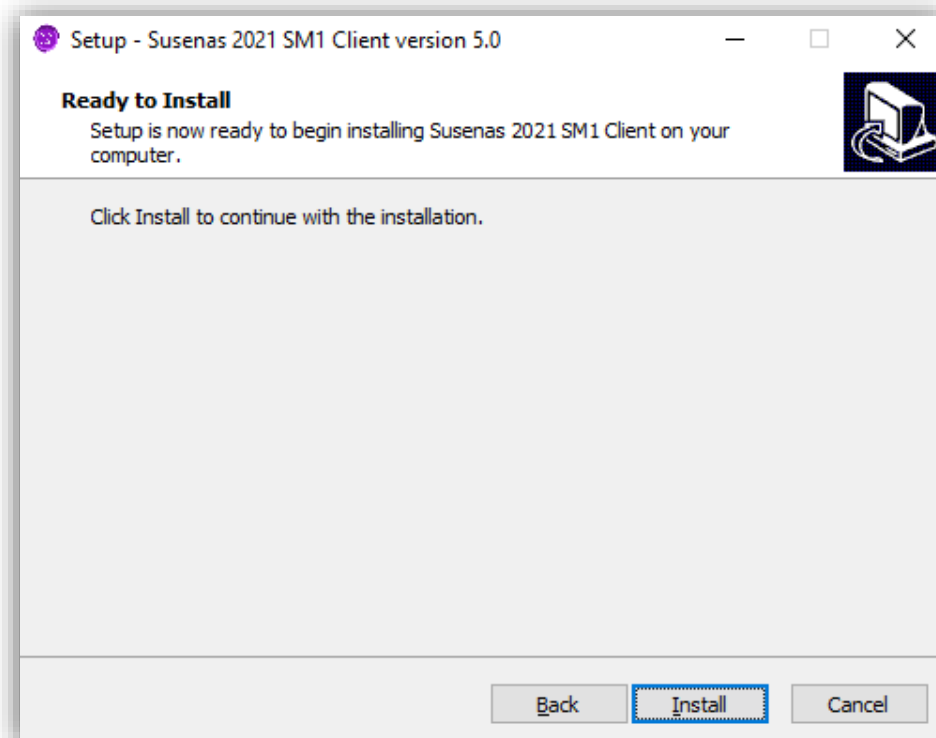 Setup - Susenas 2021 SM1 Client version 5.0
Ready to Install
Setup is now ready to begin installing Susenas 2021 SM1 Client on your
computer.
Click Install to continue with the installation.
Back
Install
Cancel